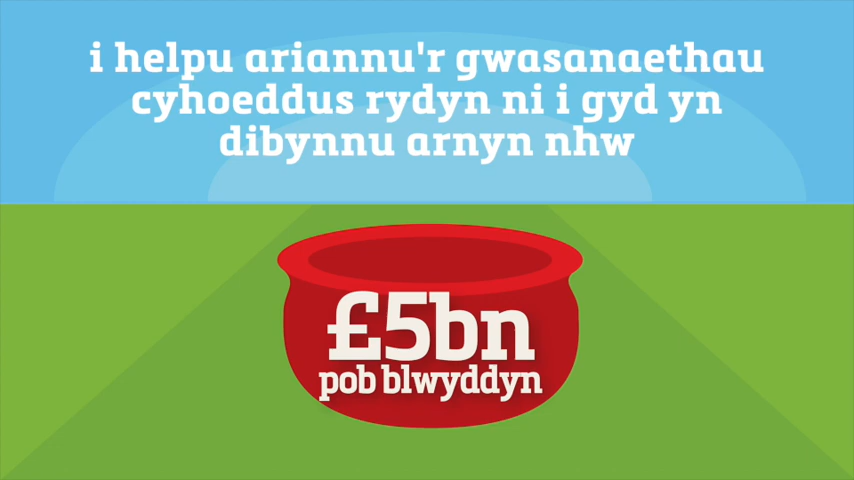 i helpu ariannu'r gwasanaethau
cyhoeddus rydyn ni i gyd yn
dibynnu arnyn nhw
£5bn
pob blwyddyn